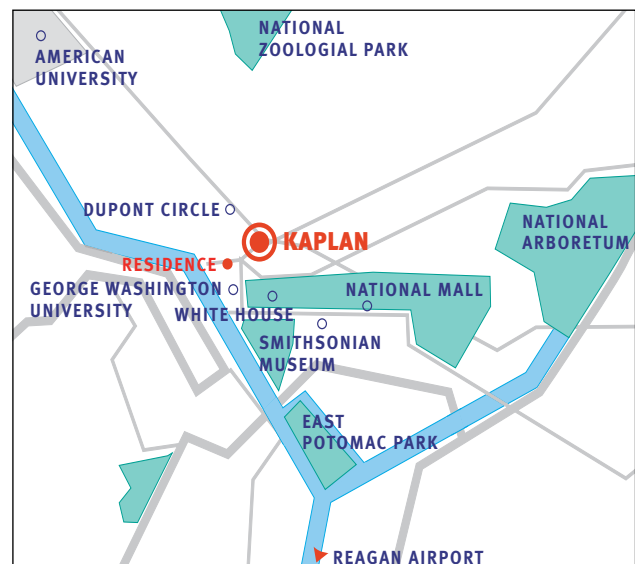 NATIONAL
ZOOLOGIAL PARK
AMERICAN
UNIVERSITY
DUPONT CIRCLE
KAPLAN
NATIONAL
ARBORETUM
RESIDENCE
GEORGE WASHINGTON
UNIVERSITY
WHITE HOUSE
NATIONAL MALL
SMITHSONIAN
MUSEUM
EAST
POTOMAC PARK
REAGAN AIRPORT